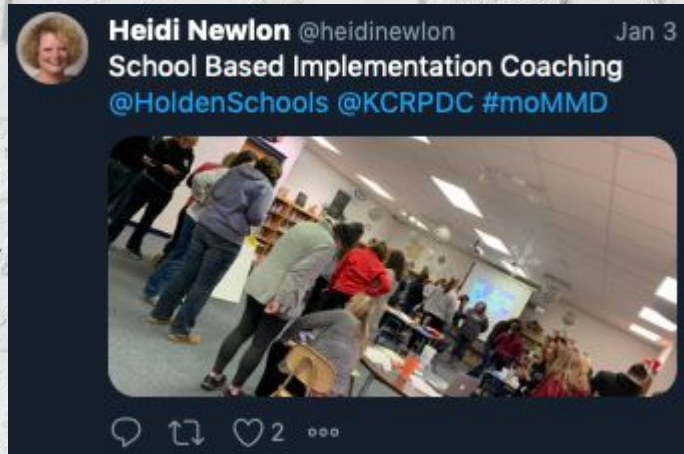 Heidi Newlon @heidinewlon Jan 3
School Based Implementation Coaching
@HoldenSchools @KCRPDC #moMMD
2